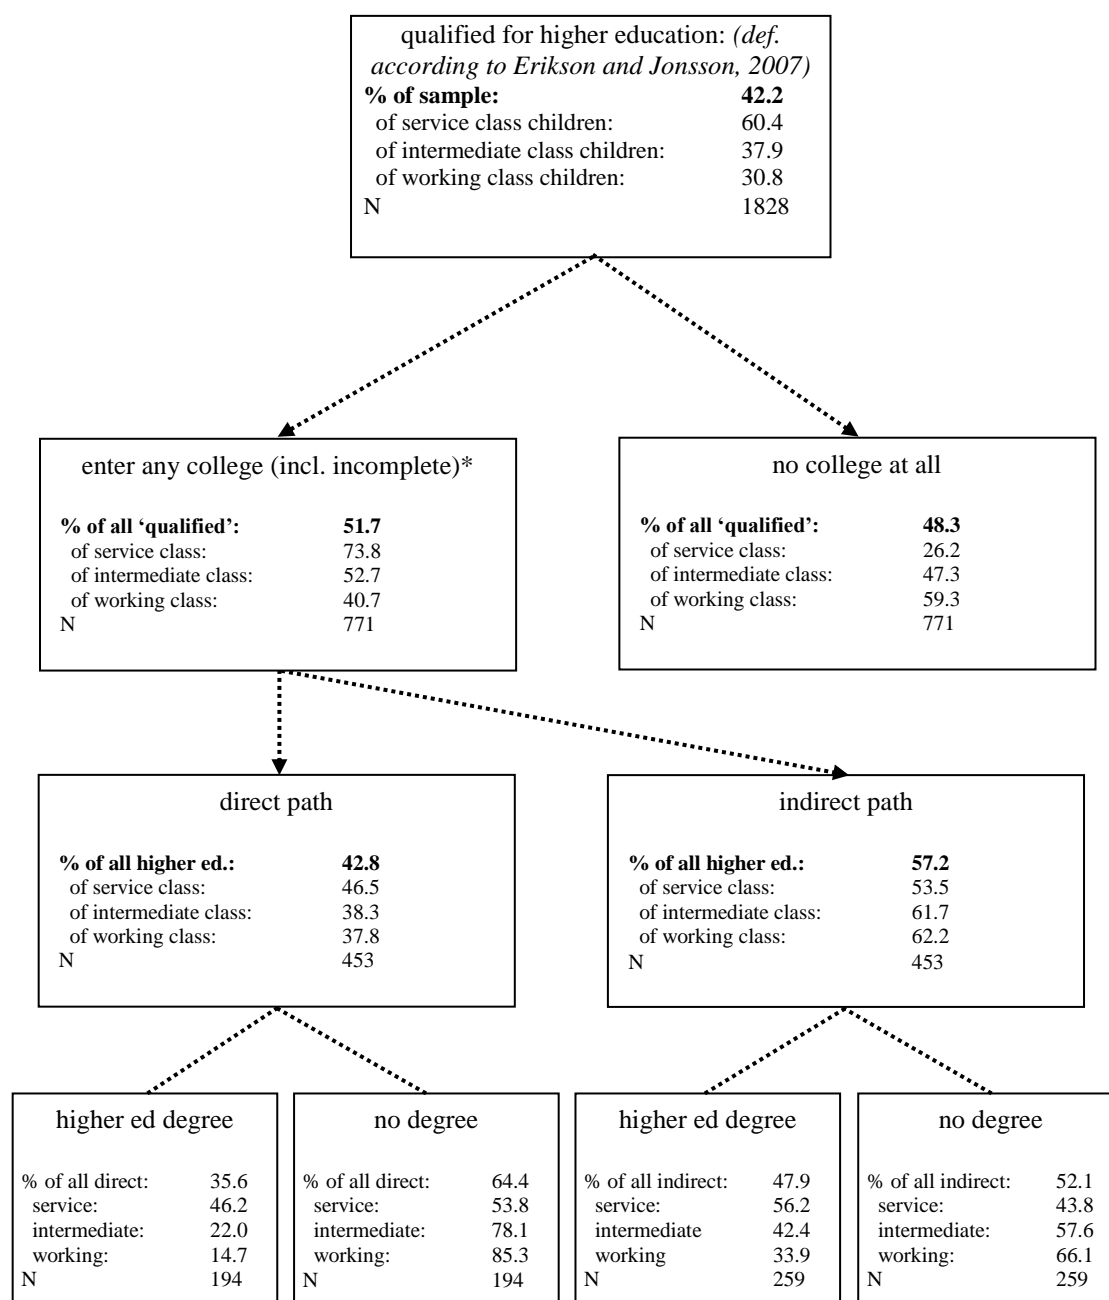 qualified for higher education: (def.
according to Erikson and Jonsson, 2007)
% of sample: 42.2
of service class children: 60.4
of intermediate class children: 37.9
of working class children: 30.8
N 1828
enter any college (incl. incomplete)*
% of all ‘qualified’: 51.7
of service class: 73.8
of intermediate class: 52.7
of working class: 40.7
N 771
no college at all
% of all ‘qualified’: 48.3
of service class: 26.2
of intermediate class: 47.3
of working class: 59.3
N 771
direct path
% of all higher ed.: 42.8
of service class: 46.5
of intermediate class: 38.3
of working class: 37.8
N 453
indirect path
% of all higher ed.: 57.2
of service class: 53.5
of intermediate class: 61.7
of working class: 62.2
N 453
higher ed degree
% of all direct: 35.6
service: 46.2
intermediate: 22.0
working: 14.7
N 194
no degree
% of all direct: 64.4
service: 53.8
intermediate: 78.1
working: 85.3
N 194
higher ed degree
% of all indirect: 47.9
service: 56.2
intermediate 42.4
working 33.9
N 259
no degree
% of all indirect: 52.1
service: 43.8
intermediate: 57.6
working: 66.1
N 259